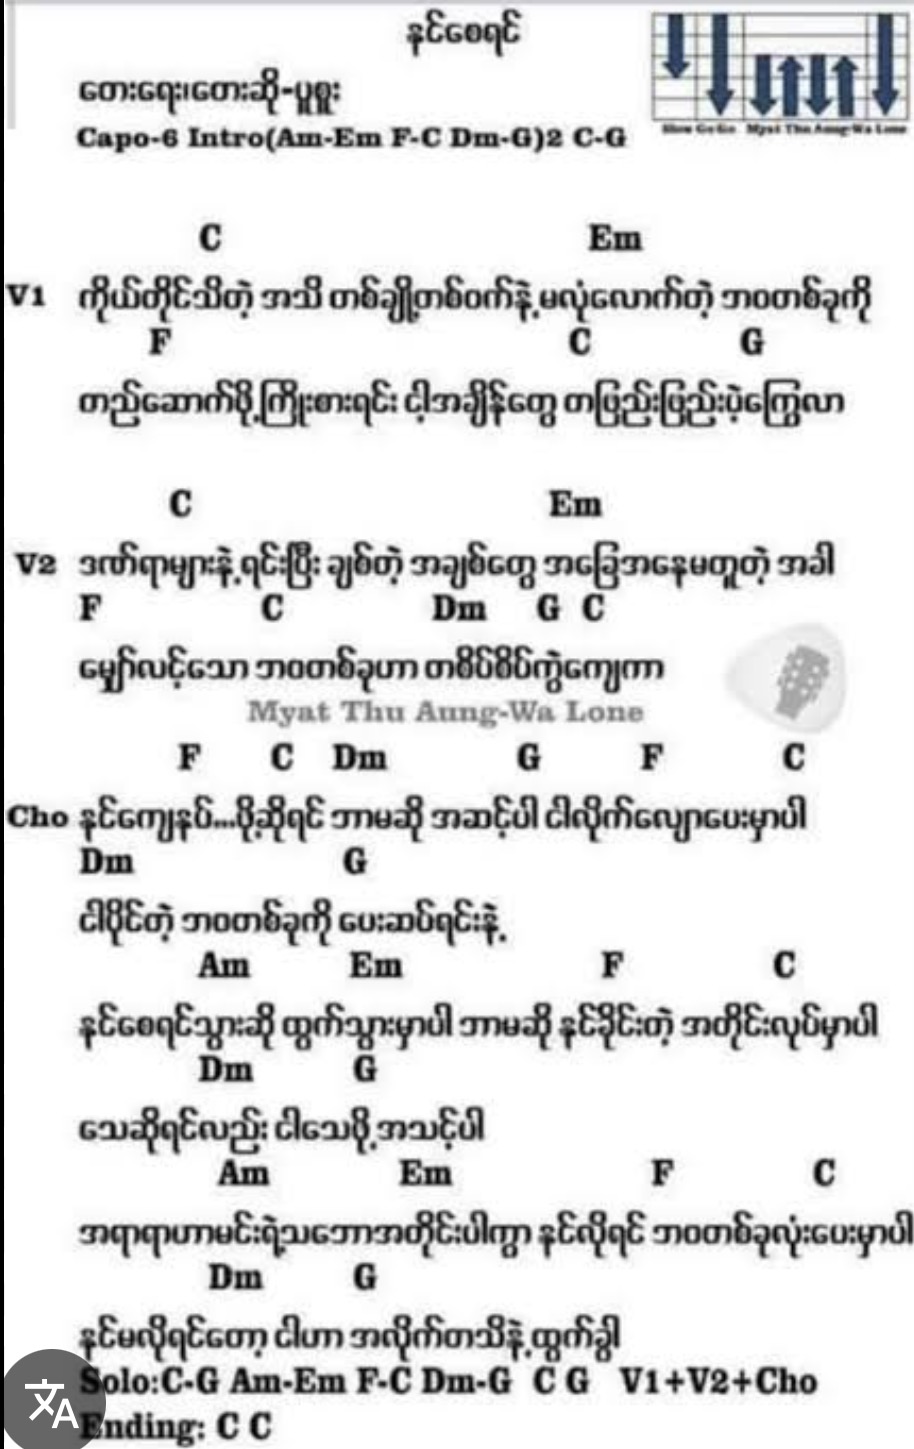 နင်စေရင်
တေးရေး၊တေးဆို-ပူစူး
Capo-6 Intro(Am-Em F-C Dm-G)2 C-G
Slow GoGo Myat Thu Aung-Wa Lone
C Em
V1 ကိုယ်တိုင်သိတဲ့ အသိ တစ်ချို့တစ်ဝက်နဲ့ မလုံလောက်တဲ့ ဘဝတစ်ခုကို
F C G
တည်ဆောက်ဖို့ ကြိုးစားရင်း ငါ့အချိန်တွေ တဖြည်းဖြည်းပဲ့ကြွေလာ
C Em
V2 ဒဏ်ရာများနဲ့ ရင်းပြီး ချစ်တဲ့ အချစ်တွေ အခြေအနေမတူတဲ့ အခါ
F C Dm G C
မျှော်လင့်သော ဘဝတစ်ခုဟာ တစိပ်စိပ်ကွဲကျေကာ
Myat Thu Aung-Wa Lone
F C Dm G F C
Cho နင်ကျေနပ်...ဖို့ဆိုရင် ဘာမဆို အဆင့်ပါ ငါလိုက်လျောပေးမှာပါ
Dm G
ငါပိုင်တဲ့ ဘဝတစ်ခုကို ပေးဆပ်ရင်းနဲ့
Am Em F C
နင်စေရင်သွားဆို ထွက်သွားမှာပါ ဘာမဆို နင်ခိုင်းတဲ့ အတိုင်းလုပ်မှာပါ
Dm G
သေဆိုရင်လည်း ငါသေဖို့ အသင့်ပါ
Am Em F C
အရာရာဟာမင်းရဲ့သဘောအတိုင်းပါကွာ နင်လိုရင် ဘဝတစ်ခုလုံးပေးမှာပါ
Dm G
နင်မလိုရင်တော့ ငါဟာ အလိုက်တသိနဲ့ ထွက်ခွါ
Solo:C-G Am-Em F-C Dm-G C G V1+V2+Cho
Ending: C C